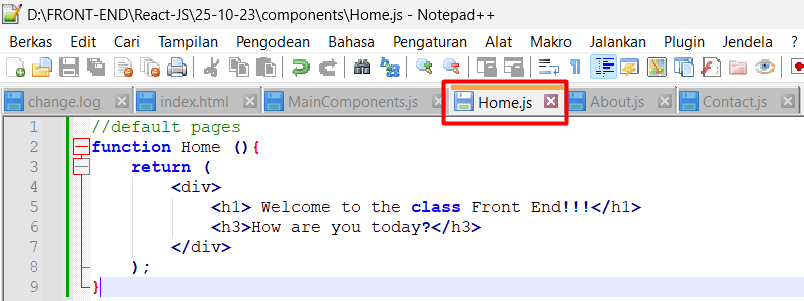 D:\FRONT-END\React-JS\25-10-23\components\Home.js - Notepad++
Berkas Edit Cari Tampilan Pengodean Bahasa Pengaturan Alat Makro Jalankan Plugin Jendela ?
change.log index.html MainComponents.js Home.js About.js Contact.js
1 //default pages
2 function Home (){
3 return (
4 <div>
5 <h1> Welcome to the class Front End!!!</h1>
6 <h3>How are you today?</h3>
7 </div>
8 );
9 }